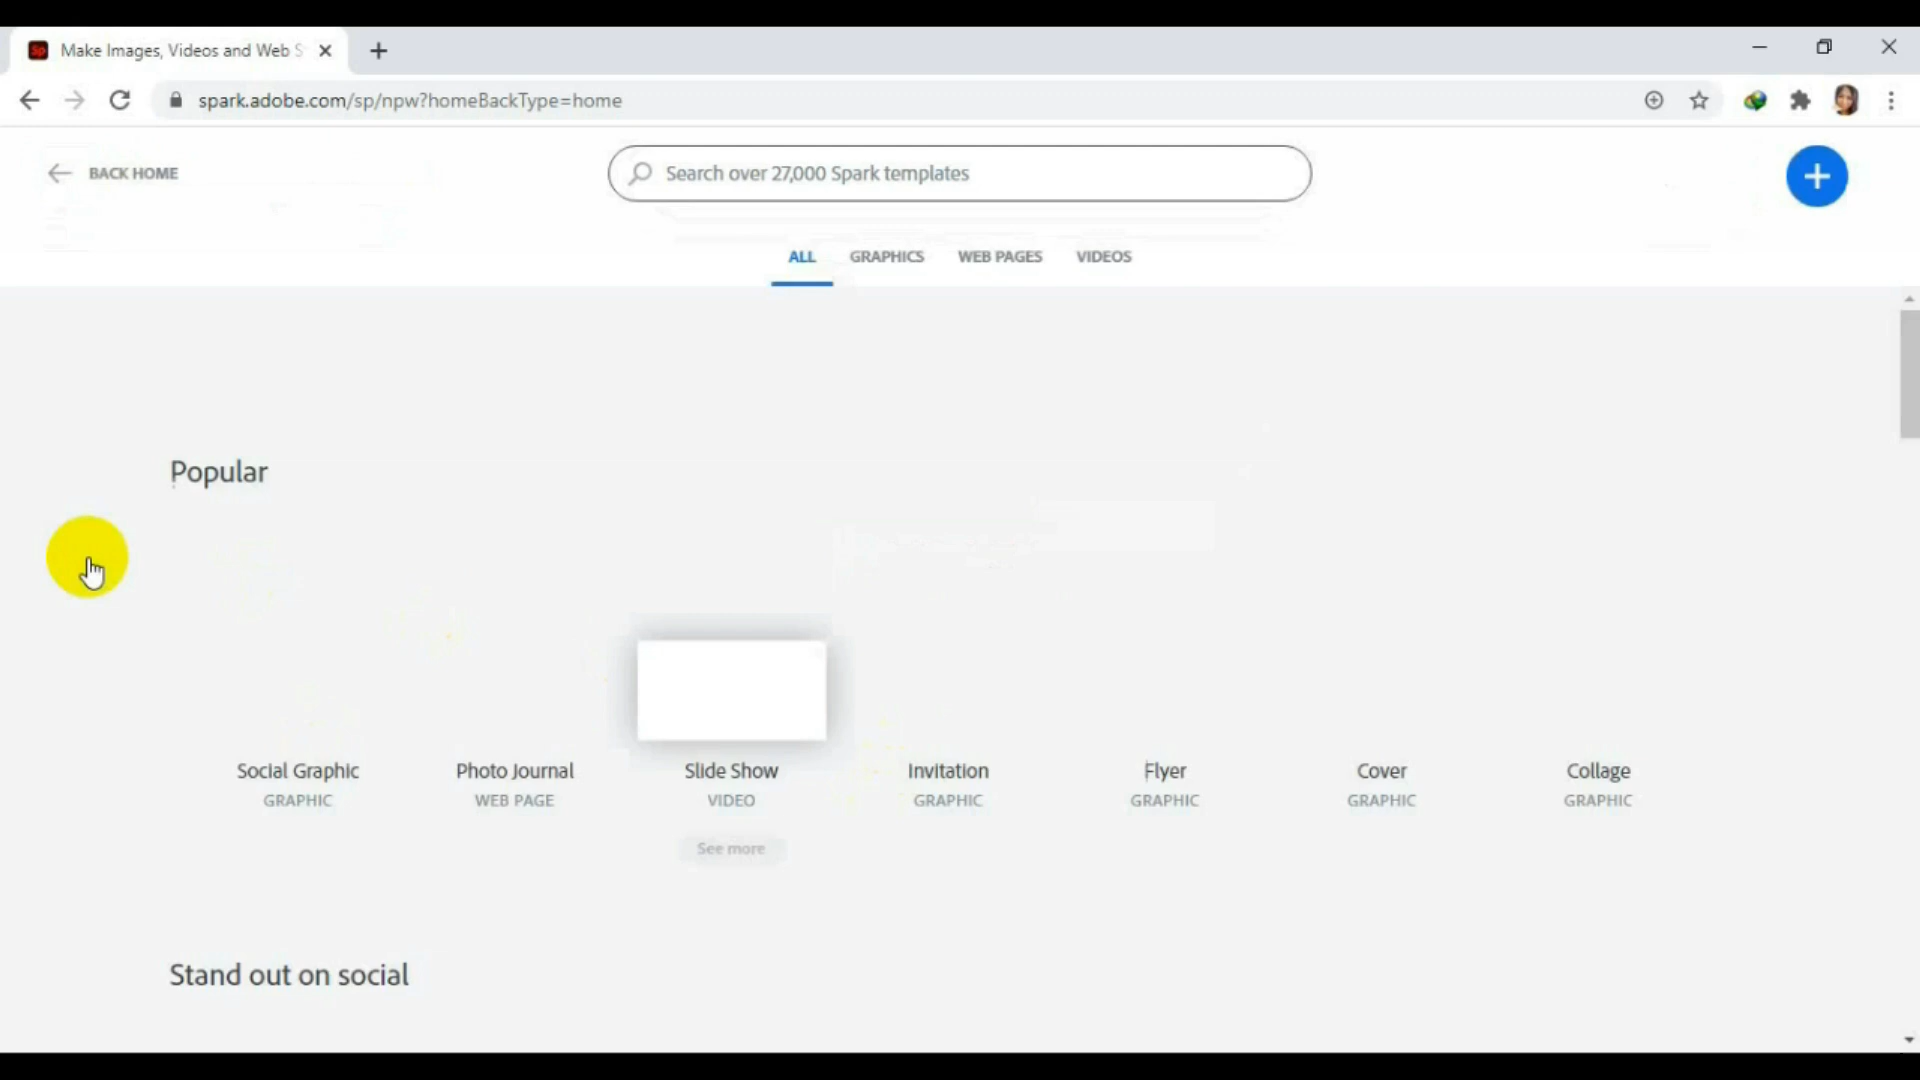 Sp Make Images, Videos and Web S
spark.adobe.com/sp/npw?homeBackType=home
BACK HOME
Search over 27,000 Spark templates
ALL GRAPHICS WEB PAGES VIDEOS
Popular
Social Graphic Photo Journal Slide Show Invitation Flyer Cover Collage
GRAPHIC WEB PAGE VIDEO GRAPHIC GRAPHIC GRAPHIC GRAPHIC
See more
Stand out on social